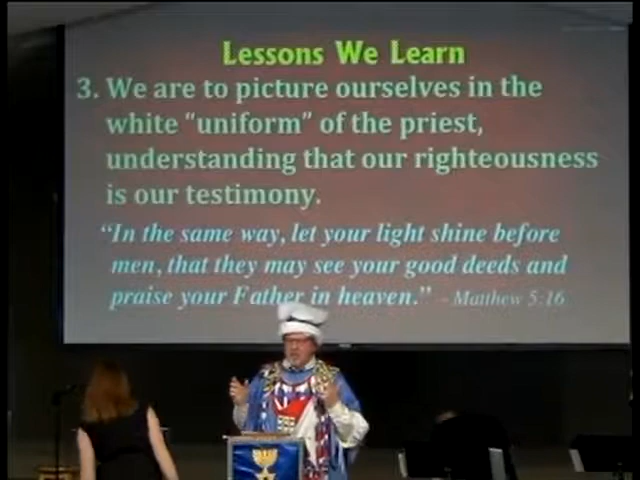 Lessons We Learn
3. We are to picture ourselves in the
white “uniform” of the priest,
understanding that our righteousness
is our testimony.
“In the same way, let your light shine before
men, that they may see your good deeds and
praise your Father in heaven.” - Matthew 5:16